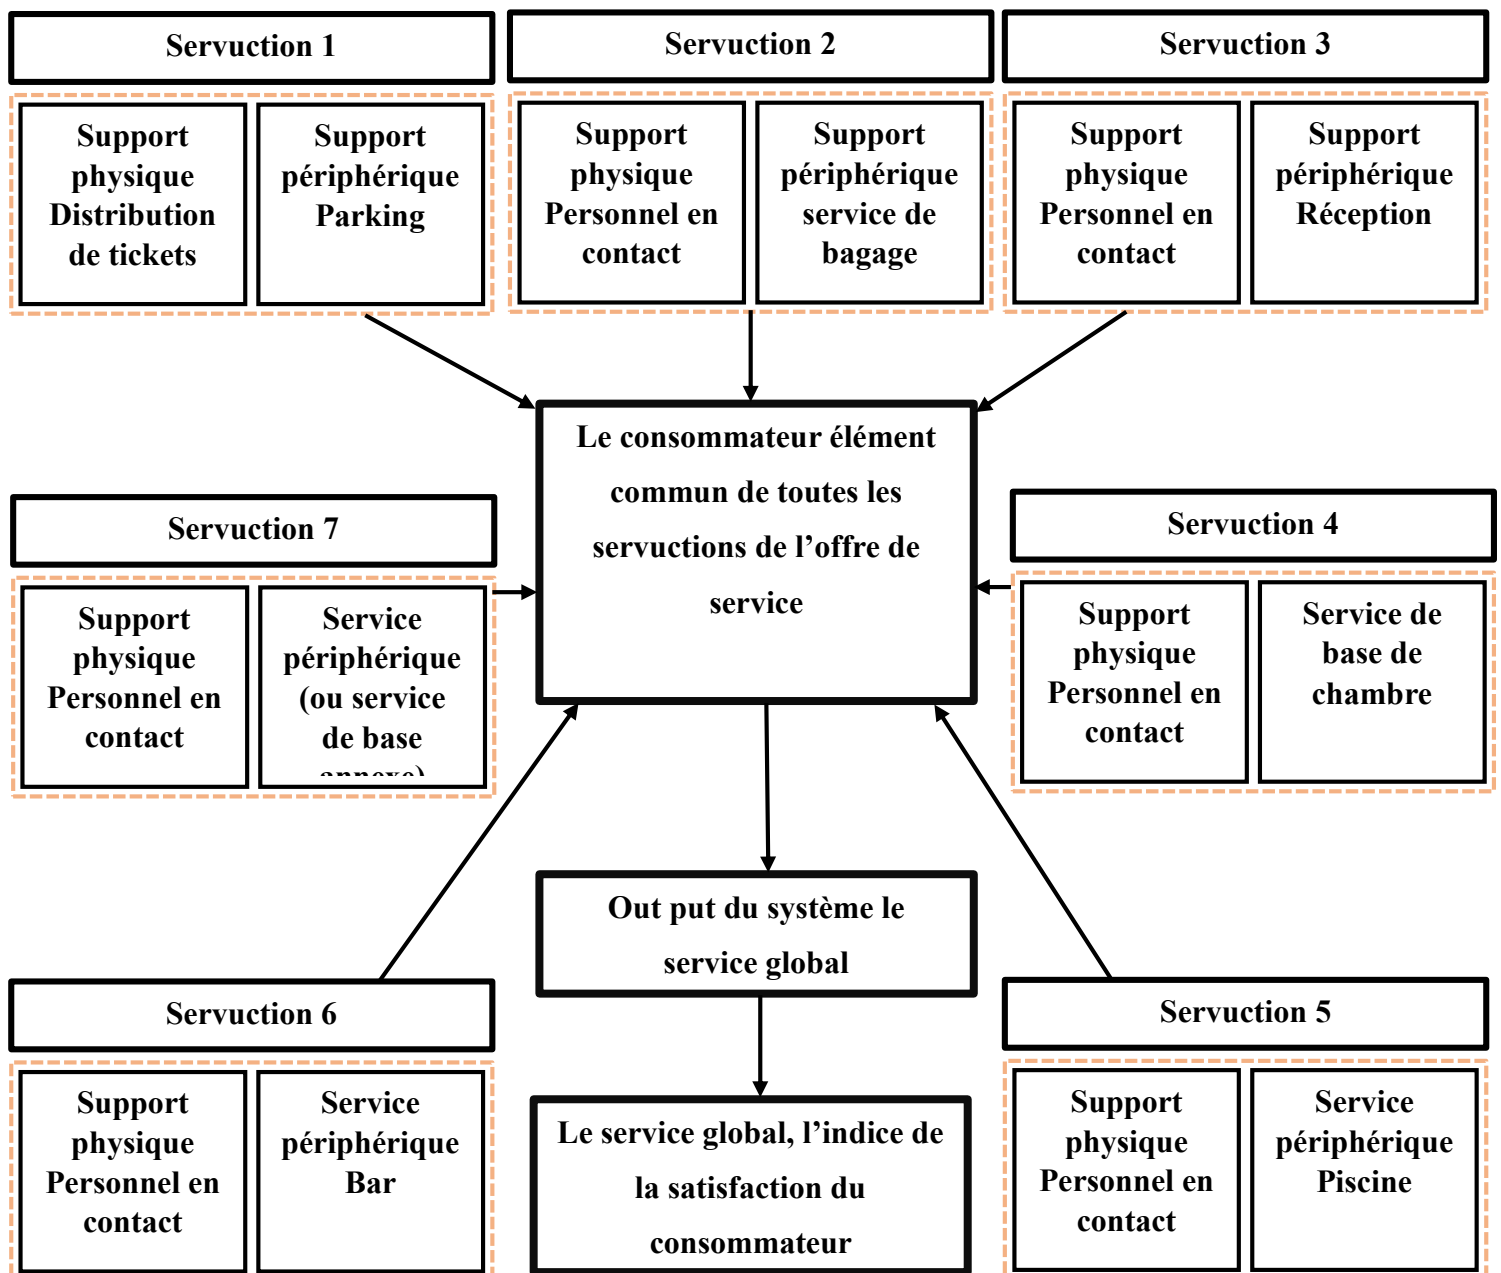 Servuction 1
Support
physique
Distribution
de tickets
Support
périphérique
Parking
Servuction 2
Support
physique
Personnel en
contact
Support
périphérique
service de
bagage
Servuction 3
Support
physique
Personnel en
contact
Support
périphérique
Réception
Le consommateur élément
commun de toutes les
servuctions de l’offre de
service
Servuction 7
Support
physique
Personnel en
contact
Service
périphérique
(ou service
de base
annexe)
Servuction 4
Support
physique
Personnel en
contact
Service de
base de
chambre
Out put du système le
service global
Servuction 6
Support
physique
Personnel en
contact
Service
périphérique
Bar
Le service global, l’indice de
la satisfaction du
consommateur
Servuction 5
Support
physique
Personnel en
contact
Service
périphérique
Piscine